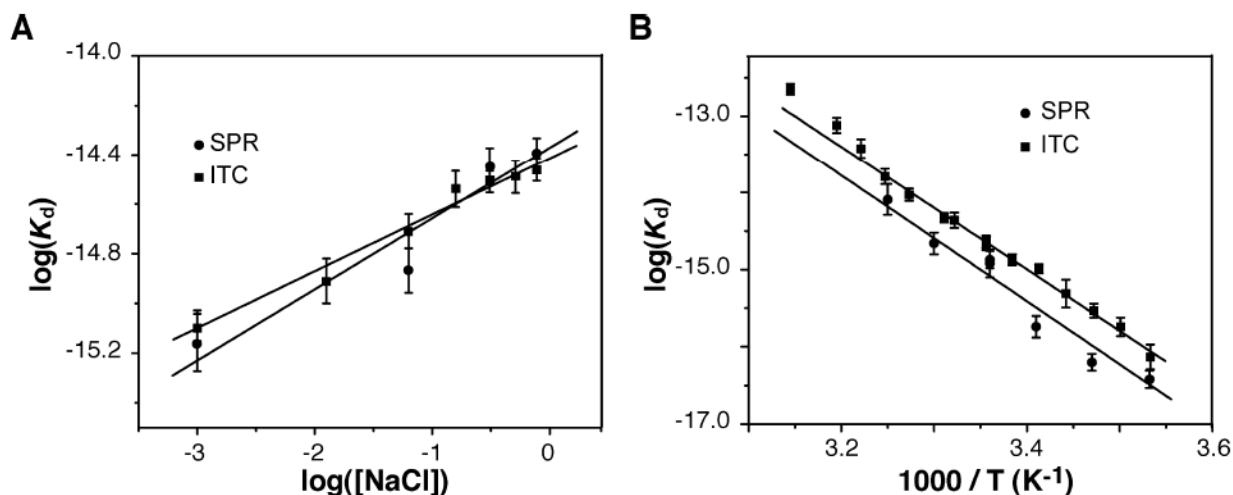 A
log(Kd)
-14.0
-14.4
-14.8
-15.2
SPR
ITC
-3
-2
-1
0
log([NaCl])
B
log(Kd)
-13.0
-15.0
-17.0
SPR
ITC
3.2
3.4
3.6
1000 / T (K-1)